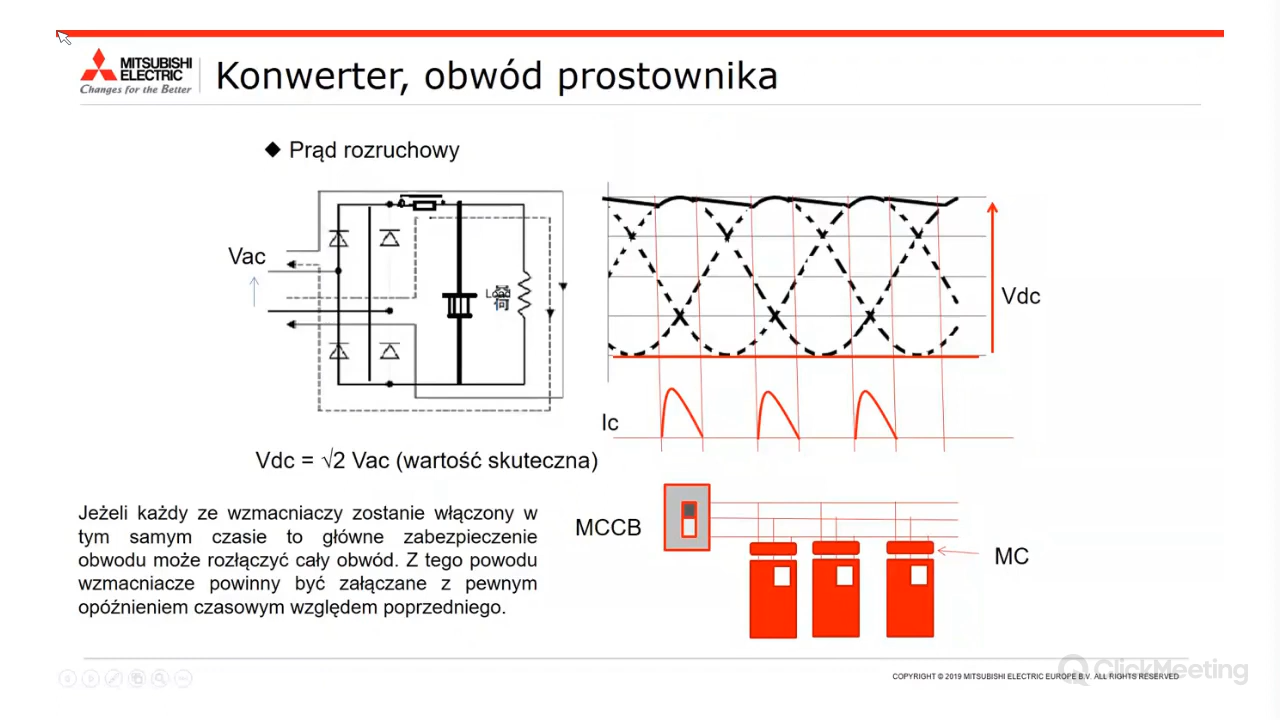 MITSUBISHI
ELECTRIC
Changes for the Better
Konwerter, obwód prostownika
◆ Prąd rozruchowy
Vac
Vdc
Ic
Vdc = √2 Vac (wartość skuteczna)
Jeżeli każdy ze wzmacniaczy zostanie włączony w
tym samym czasie to główne zabezpieczenie
obwodu może rozłączyć cały obwód. Z tego powodu
wzmacniacze powinny być załączane z pewnym
opóźnieniem czasowym względem poprzedniego.
MCCB
MC
COPYRIGHT © 2019 MITSUBISHI ELECTRIC EUROPE B.V. ALL RIGHTS RESERVED
ClickMeeting